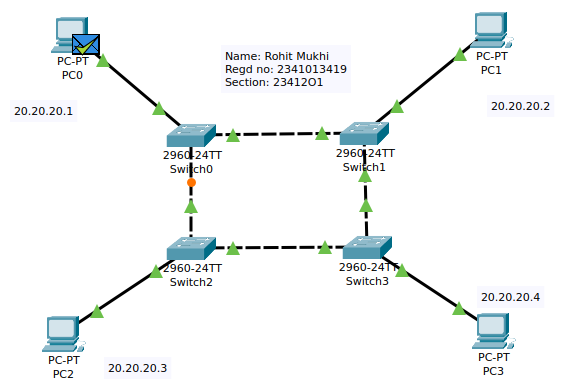 PC-PT
PC0
Name: Rohit Mukhi
Regd no: 2341013419
Section: 23412O1
PC-PT
PC1
20.20.20.1
20.20.20.2
2960-24TT
Switch0
2960-24TT
Switch1
2960-24TT
Switch2
2960-24TT
Switch3
20.20.20.4
PC-PT
PC2
20.20.20.3
PC-PT
PC3